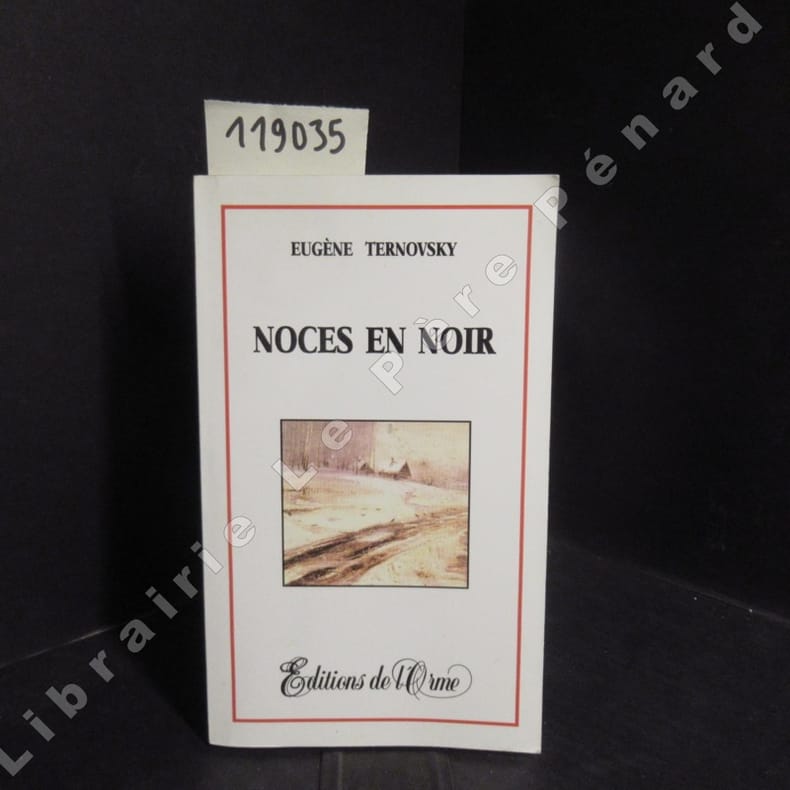 119035
EUGÈNE TERNOVSKY
NOCES EN NOIR
Editions de l'Orme
Librairie Le Père Pénard